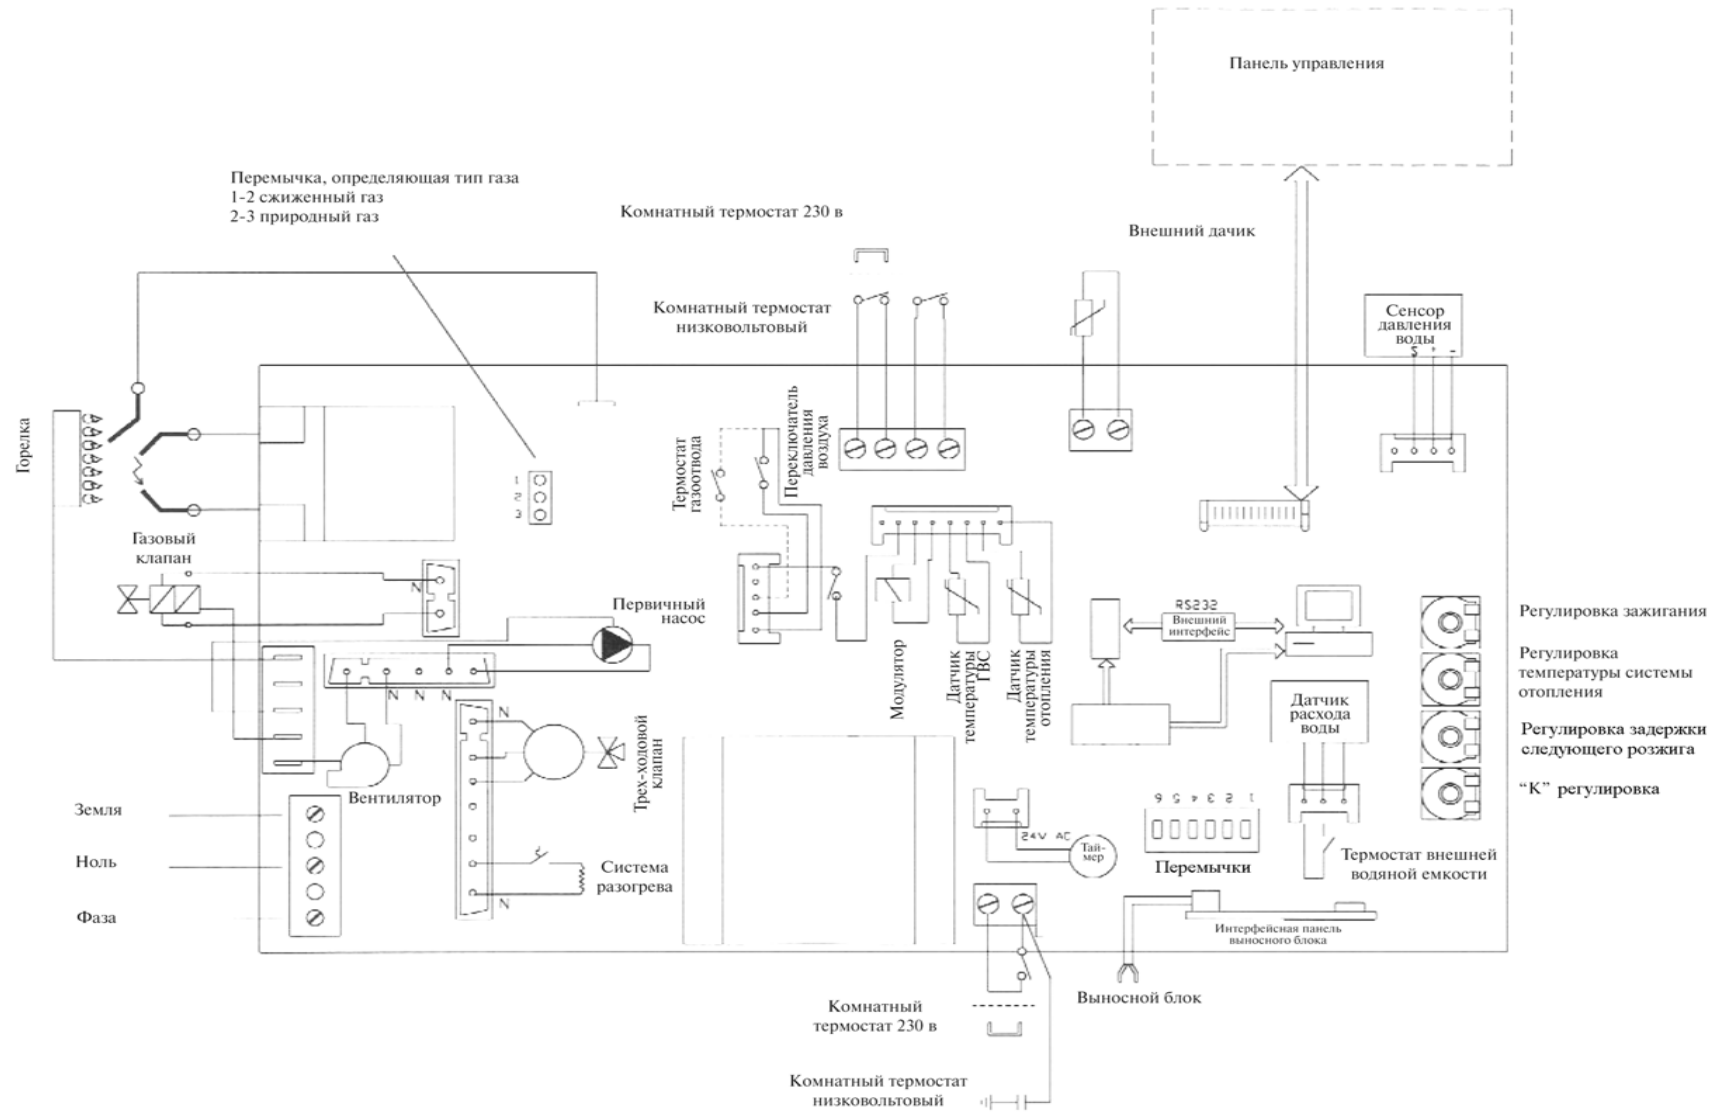 Панель управления
Перемычка, определяющая тип газа
1-2 сжиженный газ
2-3 природный газ
Комнатный термостат 230 в
Внешний дачик
Комнатный термостат
низковольтовый
Сенсор
давления
воды
S + -
Горелка
Термостат
газоотвода
Переключатель
давления
воздуха
1
2
3
Газовый
клапан
N
Первичный
насос
N N N
Модулятор
Датчик
температуры
ГВС
Датчик
температуры
отопления
RS232
Внешний
интерфейс
Регулировка зажигания
Регулировка
температуры системы
отопления
Регулировка задержки
следующего розжига
“К” регулировка
Датчик
расхода
воды
N
Трех-ходовой
клапан
Вентилятор
Земля
Ноль
Фаза
Система
разогрева
N
24V AC
Тай-
мер
6 5 4 3 2 1
Перемычки
Термостат внешней
водяной емкости
Интерфейсная панель
выносного блока
Выносной блок
Комнатный
термостат 230 в
Комнатный термостат
низковольтовый